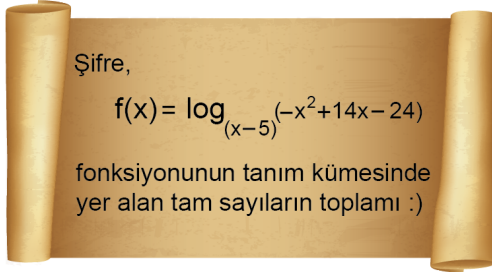 Şifre,
f(x) = log₍ₓ₋₅₎(–x²+14x– 24)
fonksiyonunun tanım kümesinde
yer alan tam sayıların toplamı :)